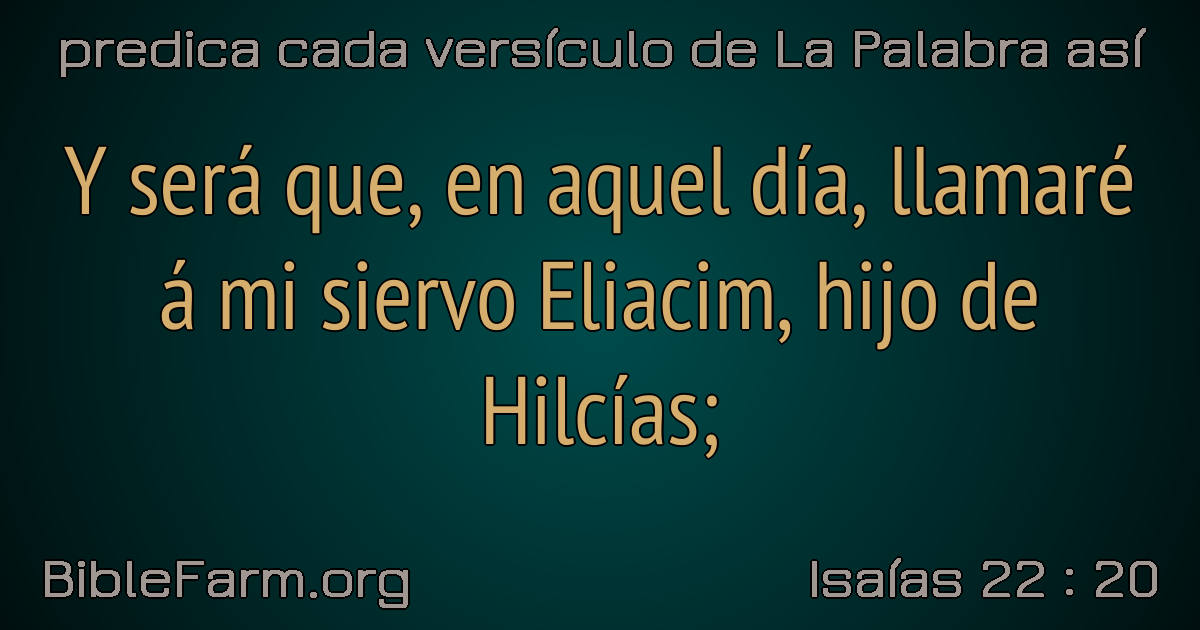 predica cada versículo de La Palabra así
Y será que, en aquel día, llamaré
á mi siervo Eliacim, hijo de
Hilcías;
BibleFarm.org
Isaías 22 : 20